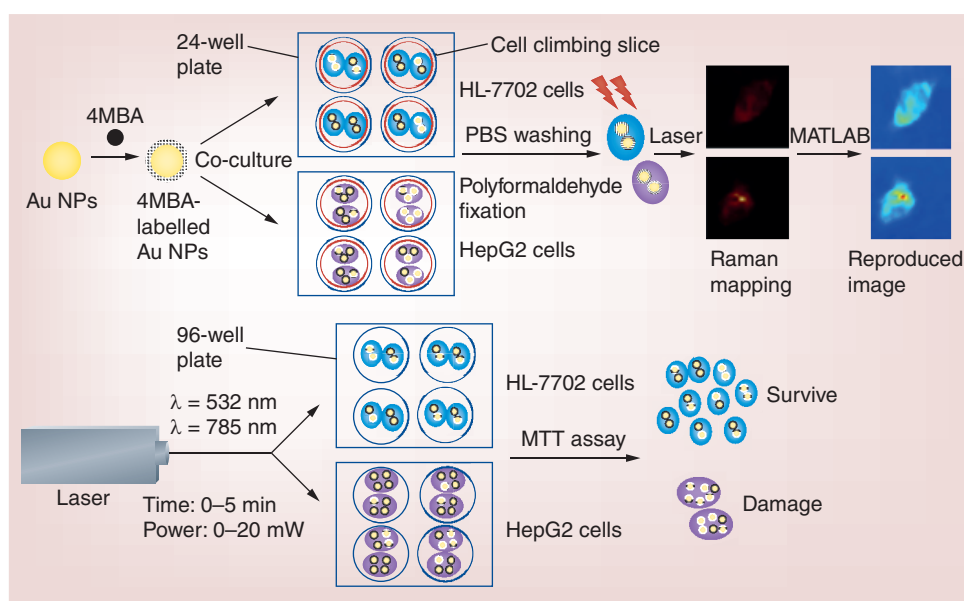 24-well
plate
Cell climbing slice
HL-7702 cells
4MBA
Co-culture
PBS washing
Laser
MATLAB
Au NPs
4MBA-
labelled
Au NPs
Polyformaldehyde
fixation
HepG2 cells
Raman
mapping
Reproduced
image
96-well
plate
HL-7702 cells
Survive
λ = 532 nm
λ = 785 nm
MTT assay
Laser
Time: 0–5 min
Power: 0–20 mW
HepG2 cells
Damage